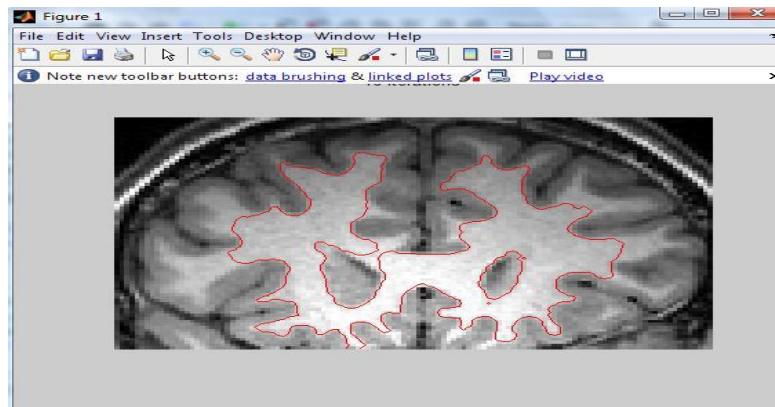 Figure 1
File Edit View Insert Tools Desktop Window Help
Note new toolbar buttons: data brushing & linked plots Play video
iterations